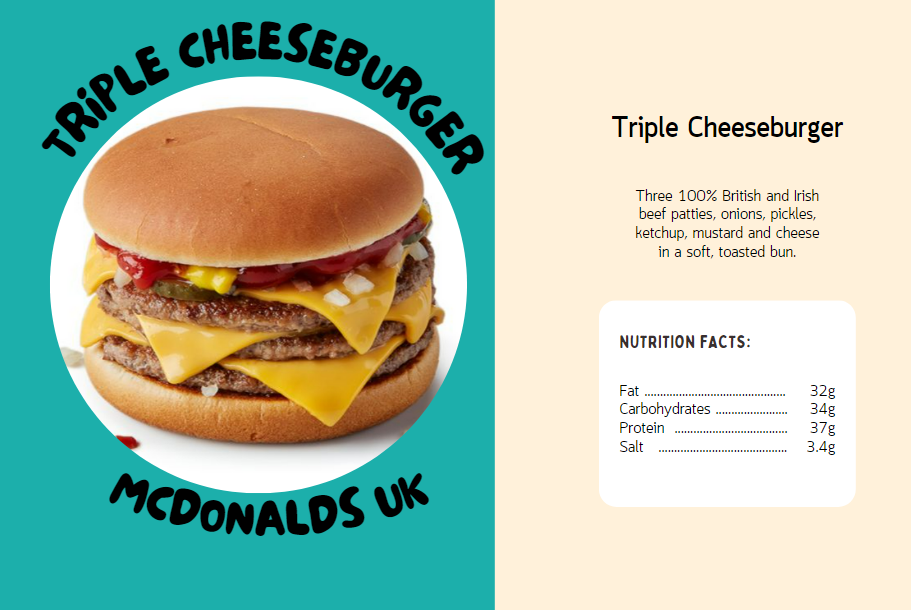 TRiPLE CHEESEBURGER
MCDONALDS UK
Triple Cheeseburger
Three 100% British and Irish
beef patties, onions, pickles,
ketchup, mustard and cheese
in a soft, toasted bun.
NUTRITION FACTS:
Fat ................................................ 32g
Carbohydrates ........................ 34g
Protein ...................................... 37g
Salt ........................................... 3.4g